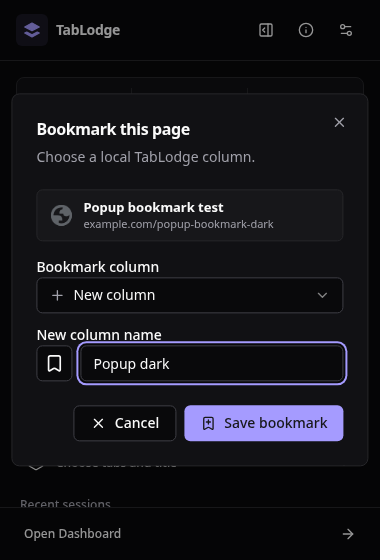 TabLodge
Bookmark this page
Choose a local TabLodge column.
Popup bookmark test
example.com/popup-bookmark-dark
Bookmark column
New column
New column name
Popup dark
Cancel
Save bookmark
Recent sessions
Open Dashboard